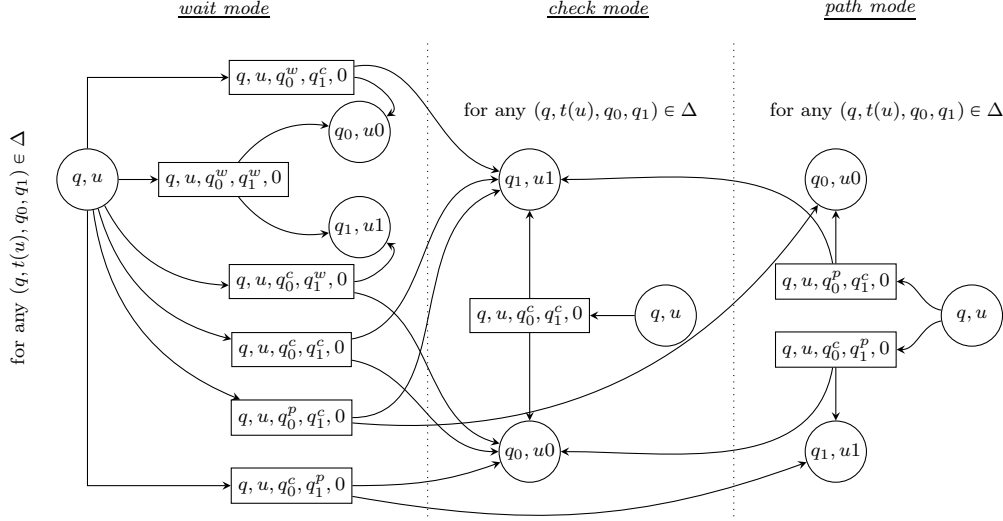 wait mode
check mode
path mode
for any (q, t(u), q_0, q_1) ∈ Δ
q, u
q, u, q_0^w, q_1^c, 0
q_0, u0
q, u, q_0^w, q_1^w, 0
q_1, u1
q, u, q_0^c, q_1^w, 0
q, u, q_0^c, q_1^c, 0
q, u, q_0^p, q_1^c, 0
q, u, q_0^c, q_1^p, 0
for any (q, t(u), q_0, q_1) ∈ Δ
q_1, u1
q, u, q_0^c, q_1^c, 0
q, u
q_0, u0
for any (q, t(u), q_0, q_1) ∈ Δ
q_0, u0
q, u, q_0^p, q_1^c, 0
q, u
q, u, q_0^c, q_1^p, 0
q_1, u1